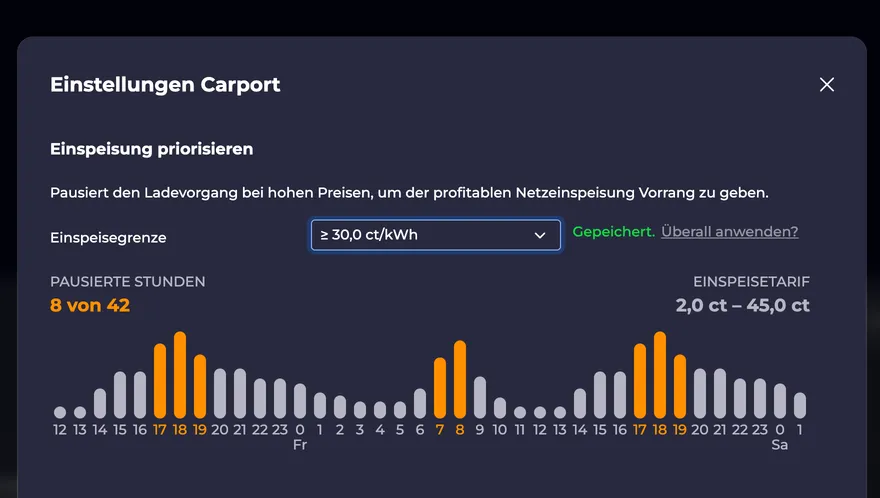 Einstellungen Carport
Einspeisung priorisieren
Pausiert den Ladevorgang bei hohen Preisen, um der profitablen Netzeinspeisung Vorrang zu geben.
Einspeisegrenze ≥ 30,0 ct/kWh Gepeichert. Überall anwenden?
PAUSIERTE STUNDEN EINSPEISETARIF
8 von 42 2,0 ct – 45,0 ct
12 13 14 15 16 17 18 19 20 21 22 23 0 1 2 3 4 5 6 7 8 9 10 11 12 13 14 15 16 17 18 19 20 21 22 23 0 1
Fr Sa